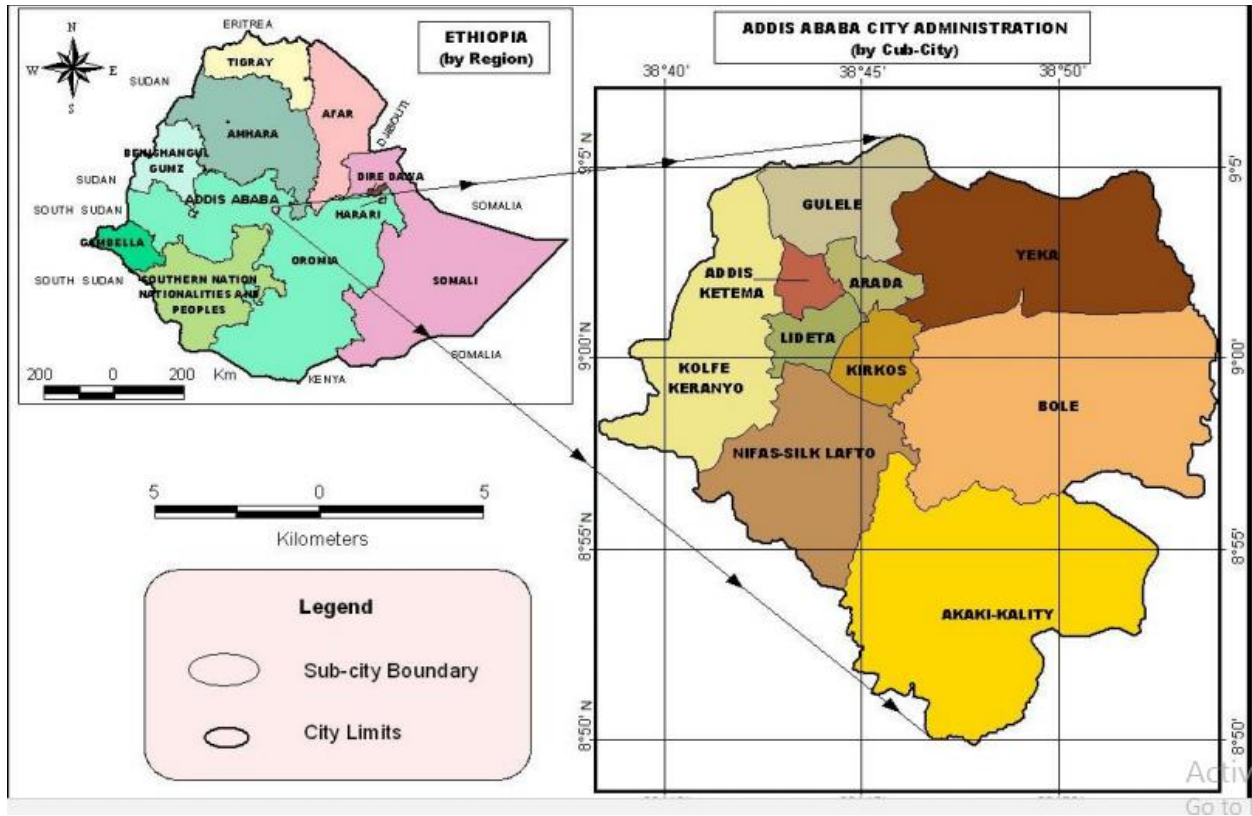 N
W
E
S
ERITREA
ETHIOPIA
(by Region)
TIGRAY
SUDAN
AFAR
AMHARA
DJIBOUTI
GUMZ
SUDAN
DIRE DAWA
ADDIS ABABA
SOUTH SUDAN
HARARI
SOMALIA
GAMBELLA
OROMIA
SOMALI
SOUTH SUDAN
SOUTHERN NATION
NATIONALITIES AND
PEOPLES
SOMALIA
KENYA
200 0 200 Km
5 0 5
Kilometers
Legend
Sub-city Boundary
City Limits
ADDIS ABABA CITY ADMINISTRATION
(by Cub-City)
38°40' 38°45' 38°50'
9°5' N
9°5'
GULELE
YEKA
ADDIS
KETEMA
ARADA
LIDETA
9°00' N
9°00'
KOLFE
KERANYO
KIRKOS
BOLE
NIFAS-SILK LAFTO
8°55' N
8°55'
AKAKI-KALITY
8°50' N
8°50'
Activ
Go to